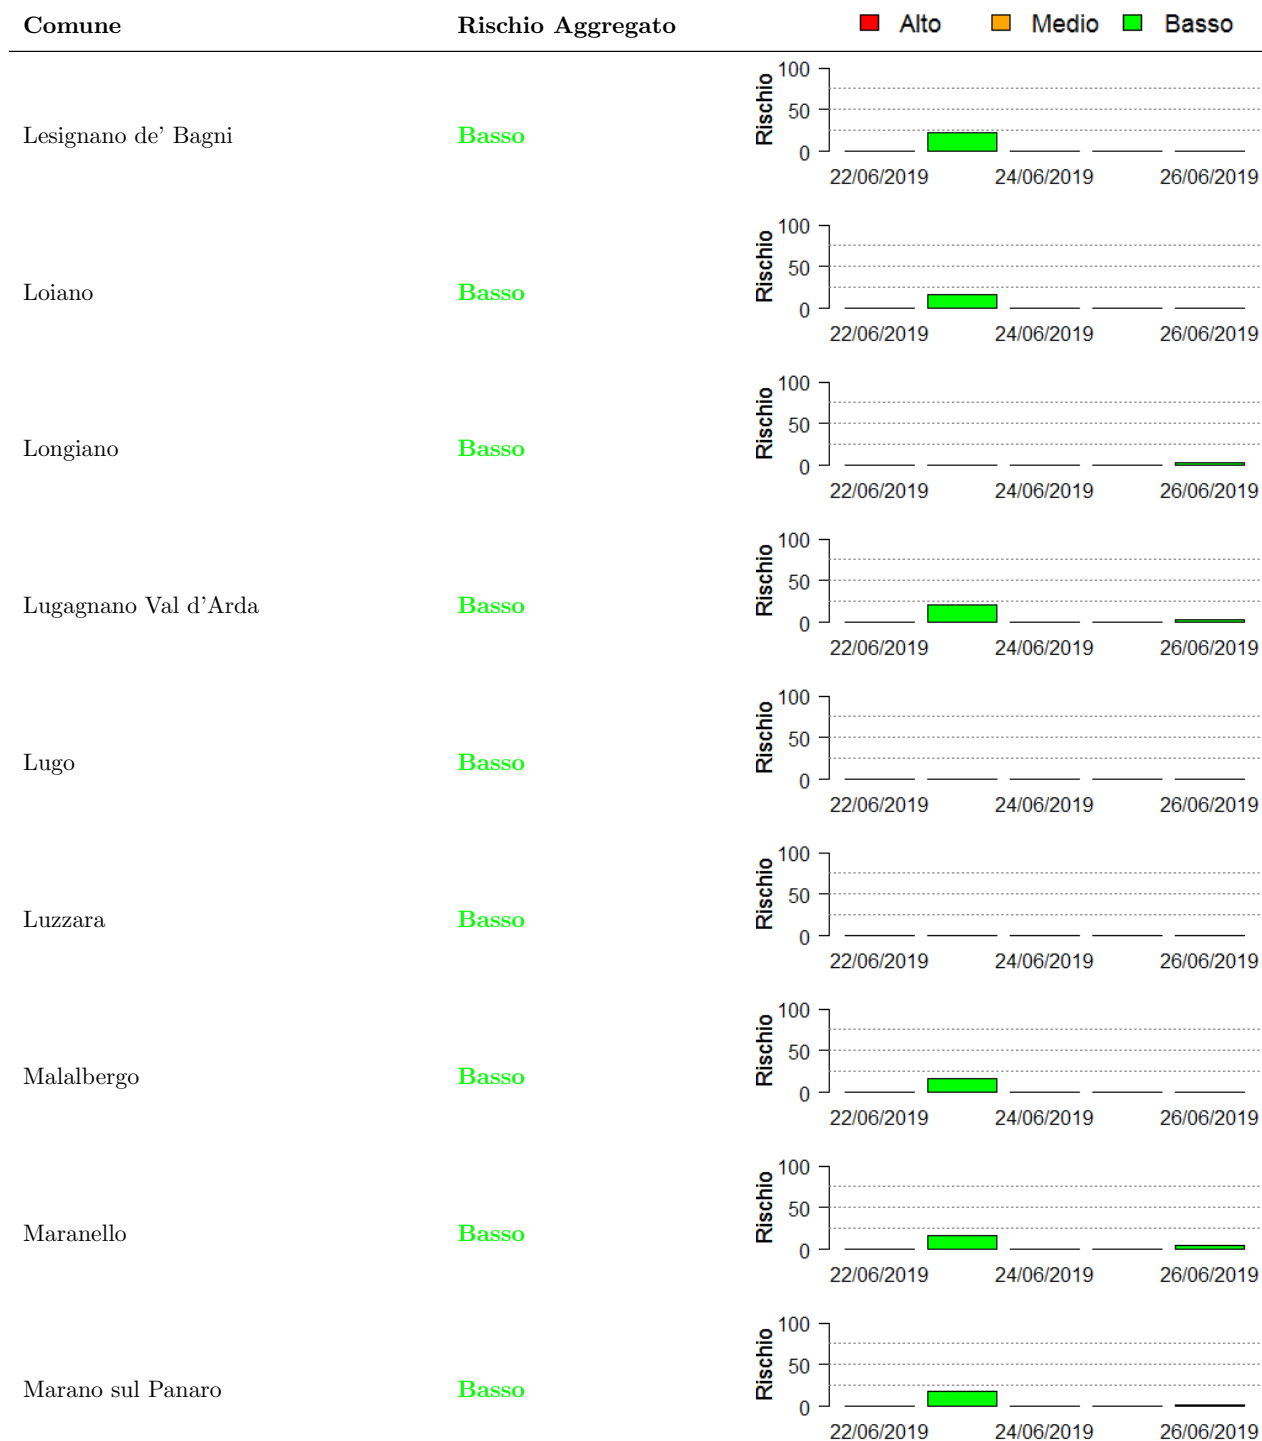 Comune Rischio Aggregato Alto Medio Basso
Lesignano de' Bagni Basso Rischio 100 50 0
22/06/2019 24/06/2019 26/06/2019
Loiano Basso Rischio 100 50 0
22/06/2019 24/06/2019 26/06/2019
Longiano Basso Rischio 100 50 0
22/06/2019 24/06/2019 26/06/2019
Lugagnano Val d'Arda Basso Rischio 100 50 0
22/06/2019 24/06/2019 26/06/2019
Lugo Basso Rischio 100 50 0
22/06/2019 24/06/2019 26/06/2019
Luzzara Basso Rischio 100 50 0
22/06/2019 24/06/2019 26/06/2019
Malalbergo Basso Rischio 100 50 0
22/06/2019 24/06/2019 26/06/2019
Maranello Basso Rischio 100 50 0
22/06/2019 24/06/2019 26/06/2019
Marano sul Panaro Basso Rischio 100 50 0
22/06/2019 24/06/2019 26/06/2019